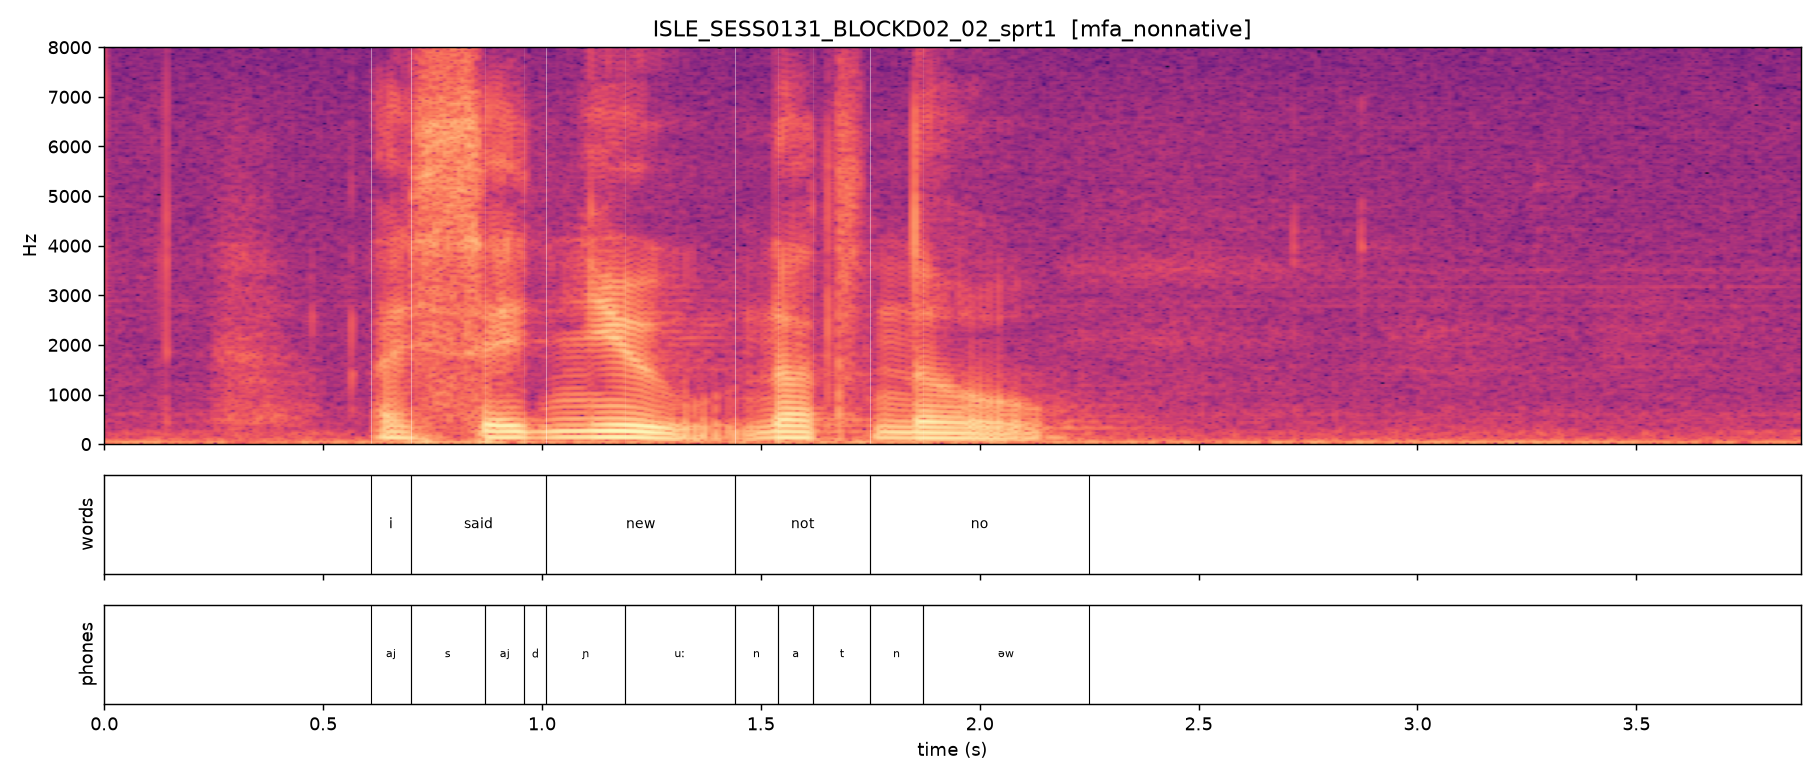 ISLE_SESS0131_BLOCKD02_02_sprt1 [mfa_nonnative]
8000
7000
6000
5000
4000
3000
2000
1000
0
Hz
words
i said new not no
phones
aj s aj d ɲ uː n a t n əw
0.0 0.5 1.0 1.5 2.0 2.5 3.0 3.5
time (s)